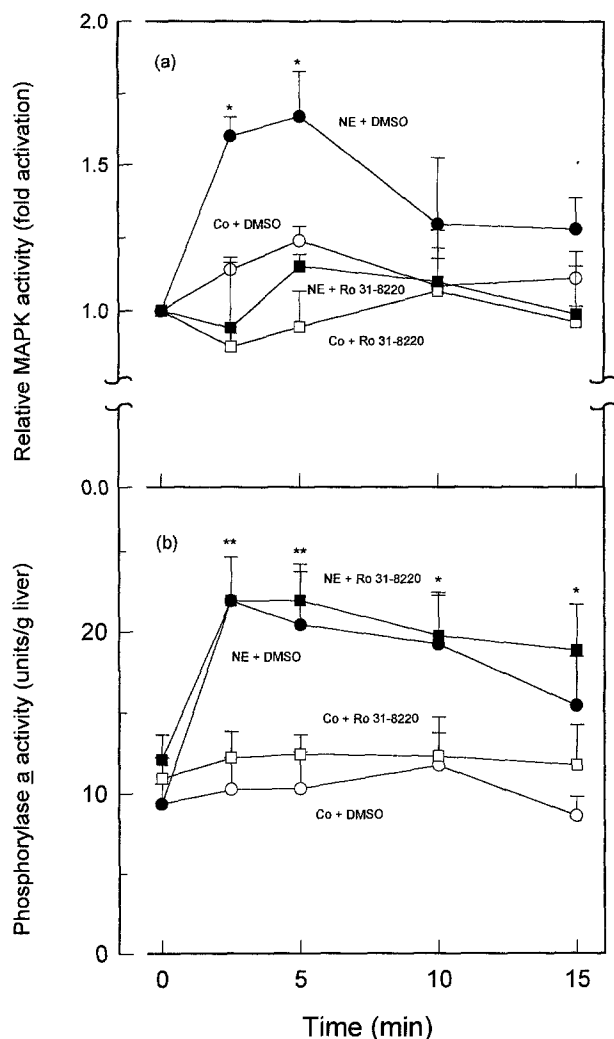 Relative MAPK activity (fold activation)
2.0
1.5
1.0
0.0
(a)
*
*
NE + DMSO
Co + DMSO
NE + Ro 31-8220
Co + Ro 31-8220
Phosphorylase a activity (units/g liver)
20
10
0
(b)
**
**
*
*
NE + Ro 31-8220
NE + DMSO
Co + Ro 31-8220
Co + DMSO
0
5
10
15
Time (min)